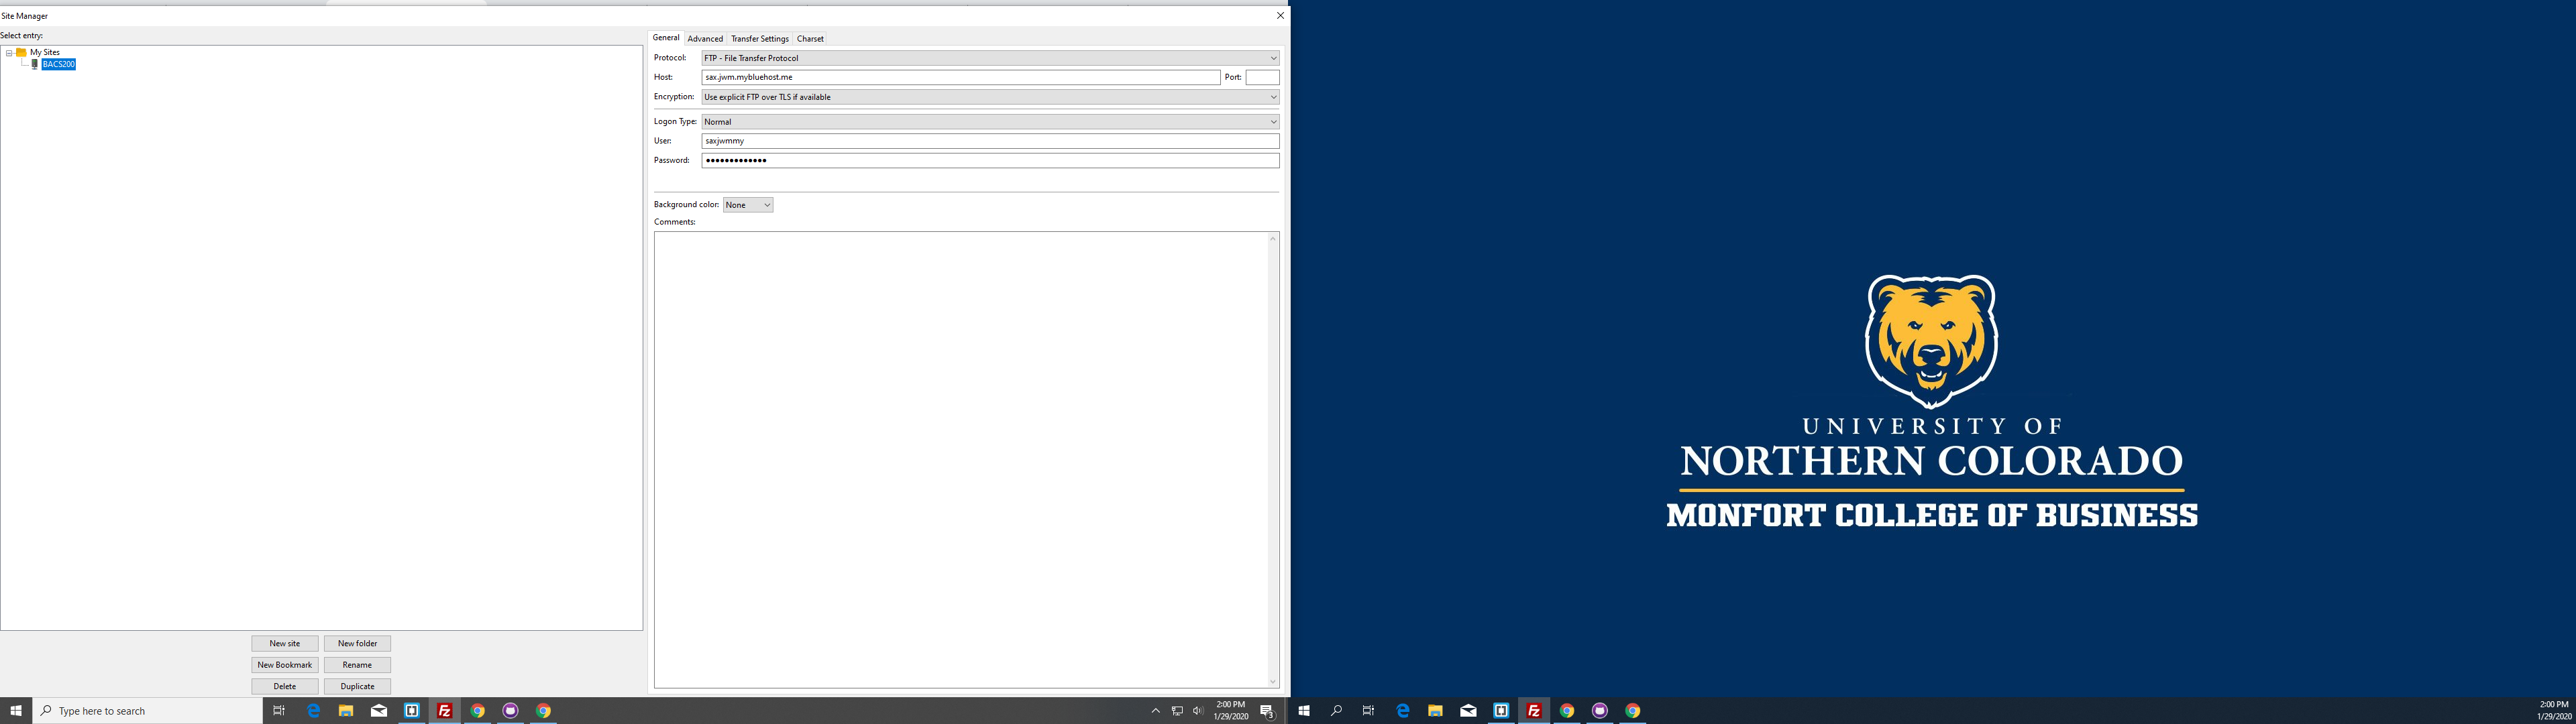 Site Manager
Select entry:
My Sites
BACS200
New site
New folder
New Bookmark
Rename
Delete
Duplicate
General
Advanced
Transfer Settings
Charset
Protocol:
FTP - File Transfer Protocol
Host:
sax.jwm.mybluehost.me
Port:
Encryption:
Use explicit FTP over TLS if available
Logon Type:
Normal
User:
saxjwmmy
Password:
•••••••••••••
Background color:
None
Comments:
Type here to search
2:00 PM
1/29/2020
3
UNIVERSITY OF
NORTHERN COLORADO
MONFORT COLLEGE OF BUSINESS
2:00 PM
1/29/2020